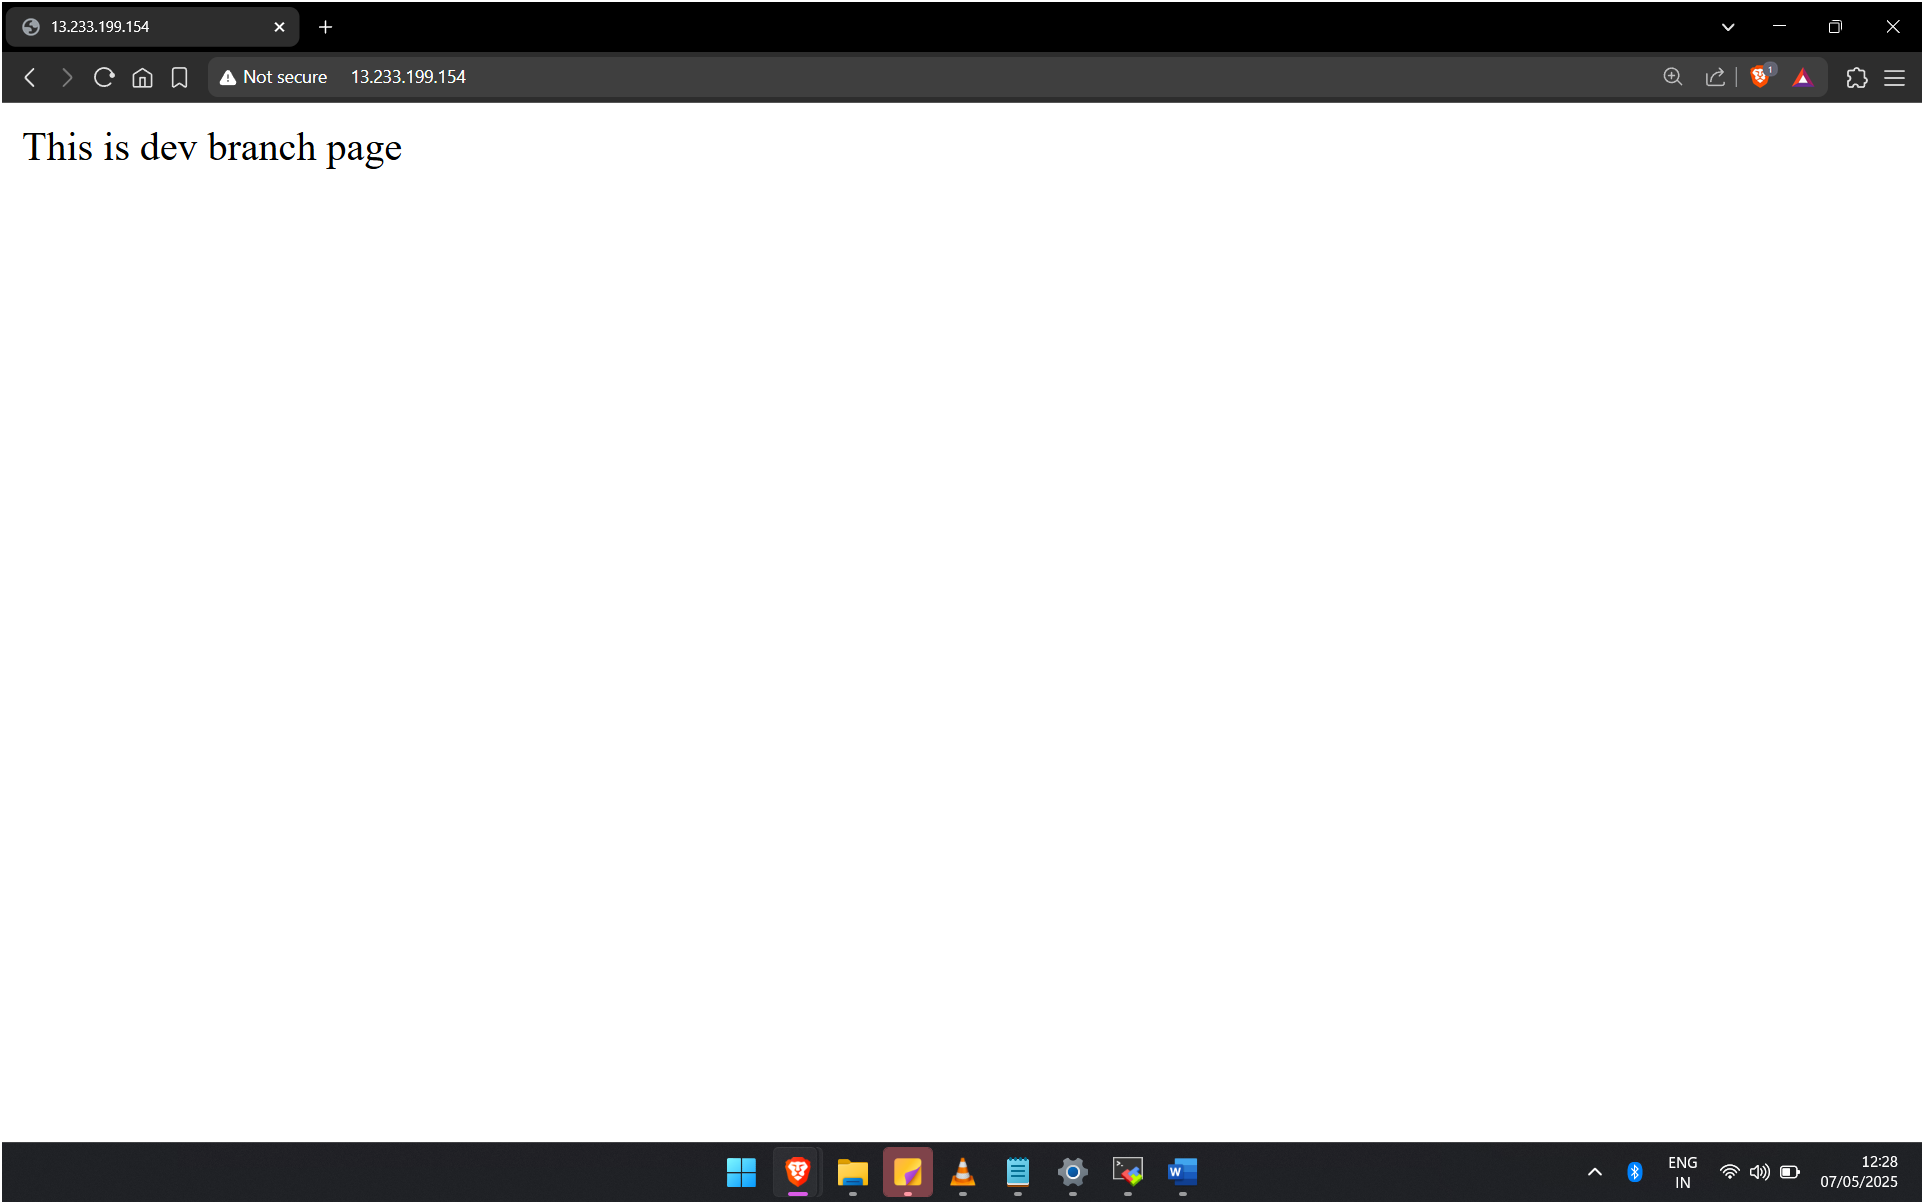 13.233.199.154
Not secure 13.233.199.154
1
This is dev branch page
W
ENG
IN
12:28
07/05/2025